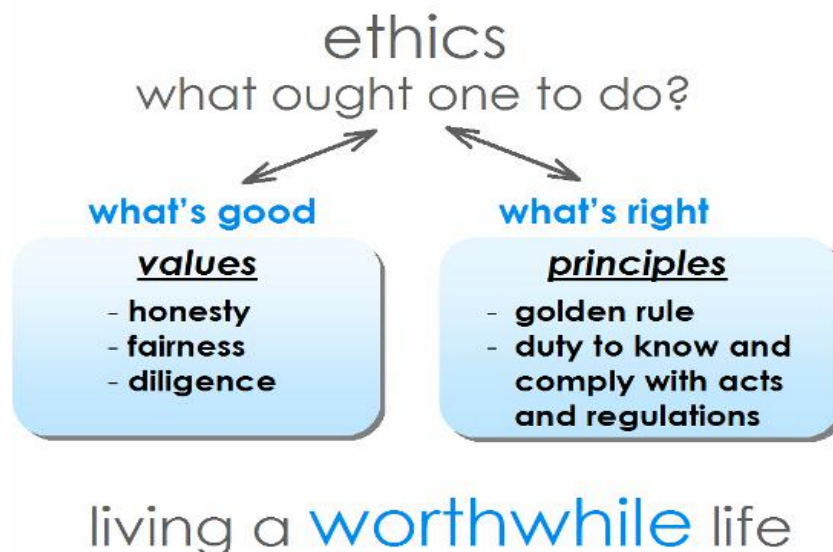 ethics
what ought one to do?
what's good
what's right
values
- honesty
- fairness
- diligence
principles
- golden rule
- duty to know and
comply with acts
and regulations
living a worthwhile life